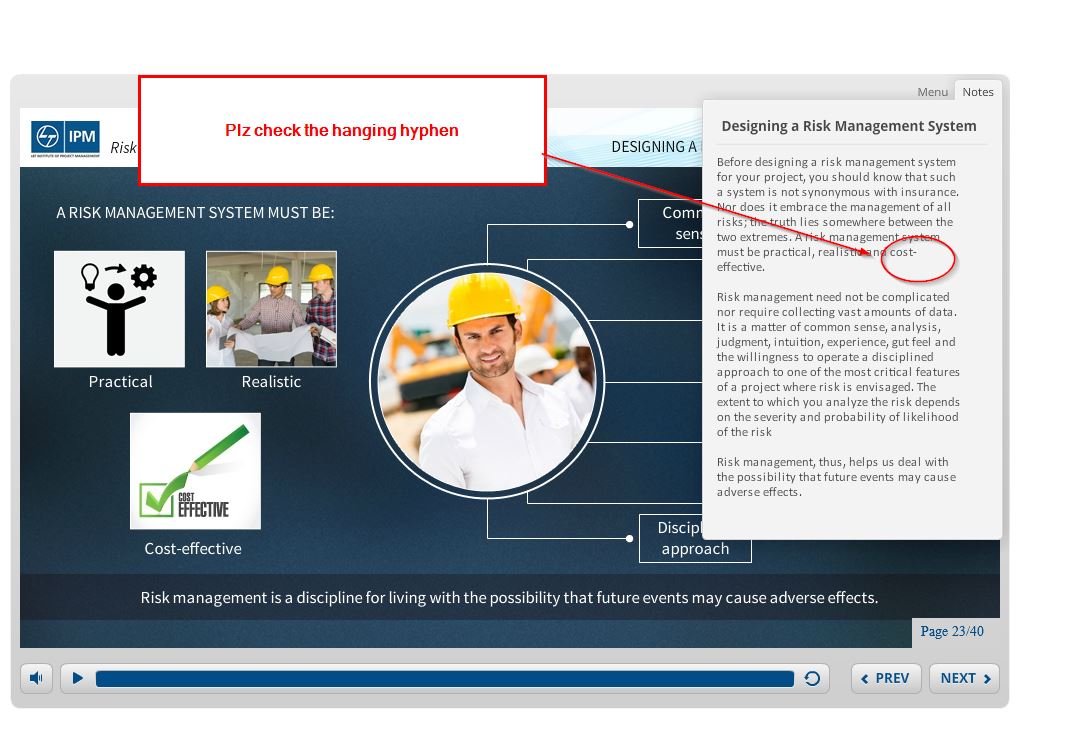 Plz check the hanging hyphen
Menu
Notes
IPM
L&T INSTITUTE OF PROJECT MANAGEMENT
Risk
DESIGNING A
A RISK MANAGEMENT SYSTEM MUST BE:
Practical
Realistic
COST
EFFECTIVE
Cost-effective
Discipl
approach
Risk management is a discipline for living with the possibility that future events may cause adverse effects.
Designing a Risk Management System
Before designing a risk management system
for your project, you should know that such
a system is not synonymous with insurance.
Nor does it embrace the management of all
risks; the truth lies somewhere between the
two extremes. A risk management system
must be practical, realistic and cost-
effective.
Risk management need not be complicated
nor require collecting vast amounts of data.
It is a matter of common sense, analysis,
judgment, intuition, experience, gut feel and
the willingness to operate a disciplined
approach to one of the most critical features
of a project where risk is envisaged. The
extent to which you analyze the risk depends
on the severity and probability of likelihood
of the risk
Risk management, thus, helps us deal with
the possibility that future events may cause
adverse effects.
Page 23/40
PREV
NEXT